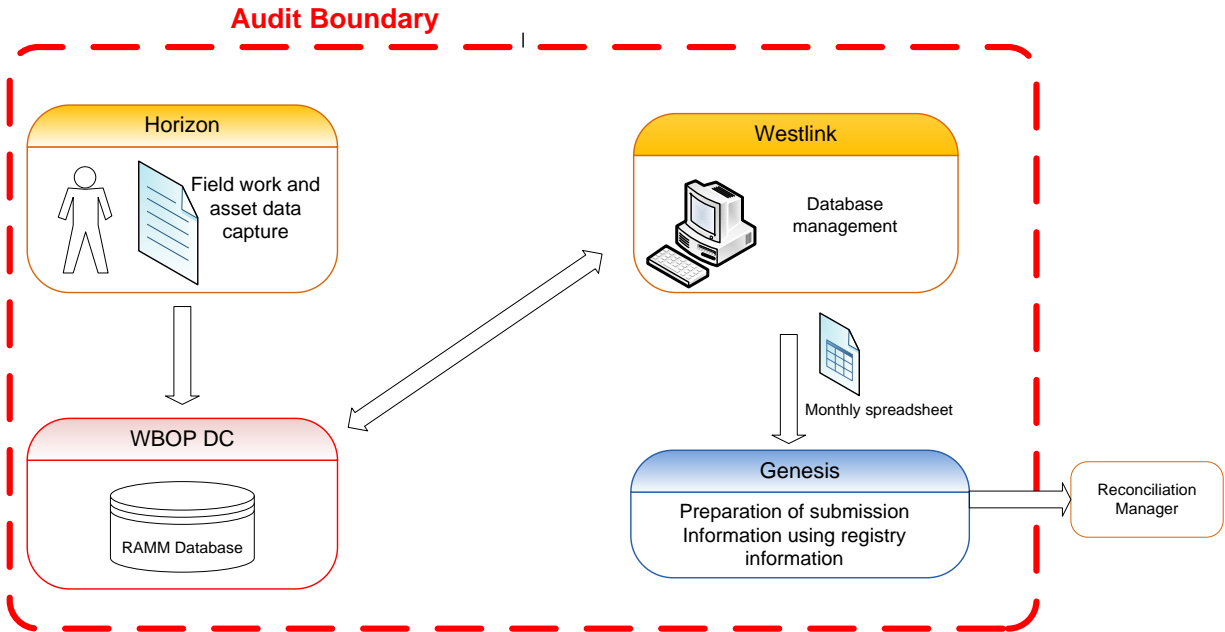 Audit Boundary
Horizon
Field work and
asset data
capture
Westlink
Database
management
Monthly spreadsheet
WBOP DC
RAMM Database
Genesis
Preparation of submission
Information using registry
information
Reconciliation
Manager